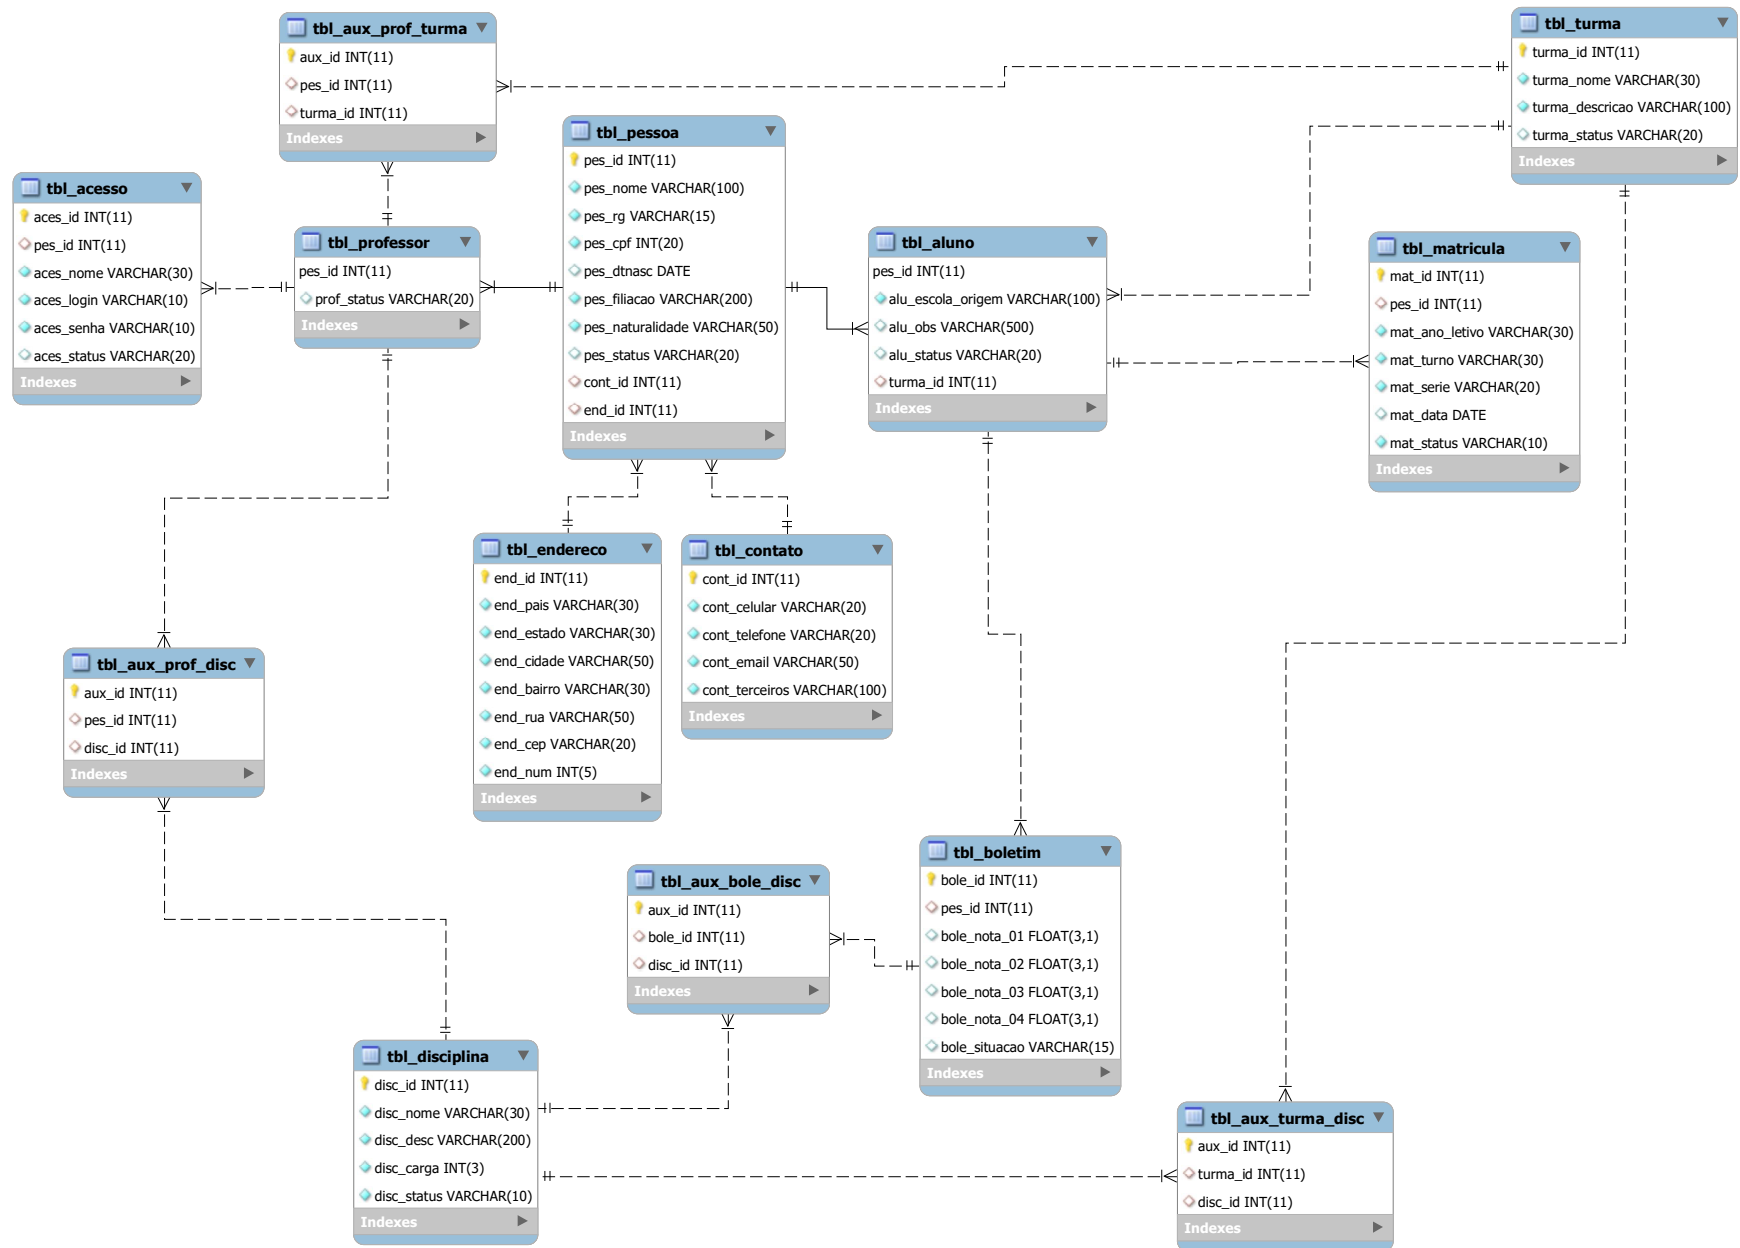 tbl_aux_prof_turma
aux_id INT(11)
pes_id INT(11)
turma_id INT(11)
Indexes
tbl_turma
turma_id INT(11)
turma_nome VARCHAR(30)
turma_descricao VARCHAR(100)
turma_status VARCHAR(20)
Indexes
tbl_pessoa
pes_id INT(11)
pes_nome VARCHAR(100)
pes_rg VARCHAR(15)
pes_cpf INT(20)
pes_dtnasc DATE
pes_filiacao VARCHAR(200)
pes_naturalidade VARCHAR(50)
pes_status VARCHAR(20)
cont_id INT(11)
end_id INT(11)
Indexes
tbl_acesso
aces_id INT(11)
pes_id INT(11)
aces_nome VARCHAR(30)
aces_login VARCHAR(10)
aces_senha VARCHAR(10)
aces_status VARCHAR(20)
Indexes
tbl_professor
pes_id INT(11)
prof_status VARCHAR(20)
Indexes
tbl_aluno
pes_id INT(11)
alu_escola_origem VARCHAR(100)
alu_obs VARCHAR(500)
alu_status VARCHAR(20)
turma_id INT(11)
Indexes
tbl_matricula
mat_id INT(11)
pes_id INT(11)
mat_ano_letivo VARCHAR(30)
mat_turno VARCHAR(30)
mat_serie VARCHAR(20)
mat_data DATE
mat_status VARCHAR(10)
Indexes
tbl_endereco
end_id INT(11)
end_pais VARCHAR(30)
end_estado VARCHAR(30)
end_cidade VARCHAR(50)
end_bairro VARCHAR(30)
end_rua VARCHAR(50)
end_cep VARCHAR(20)
end_num INT(5)
Indexes
tbl_contato
cont_id INT(11)
cont_celular VARCHAR(20)
cont_telefone VARCHAR(20)
cont_email VARCHAR(50)
cont_terceiros VARCHAR(100)
Indexes
tbl_aux_prof_disc
aux_id INT(11)
pes_id INT(11)
disc_id INT(11)
Indexes
tbl_aux_bole_disc
aux_id INT(11)
bole_id INT(11)
disc_id INT(11)
Indexes
tbl_boletim
bole_id INT(11)
pes_id INT(11)
bole_nota_01 FLOAT(3,1)
bole_nota_02 FLOAT(3,1)
bole_nota_03 FLOAT(3,1)
bole_nota_04 FLOAT(3,1)
bole_situacao VARCHAR(15)
Indexes
tbl_disciplina
disc_id INT(11)
disc_nome VARCHAR(30)
disc_desc VARCHAR(200)
disc_carga INT(3)
disc_status VARCHAR(10)
Indexes
tbl_aux_turma_disc
aux_id INT(11)
turma_id INT(11)
disc_id INT(11)
Indexes